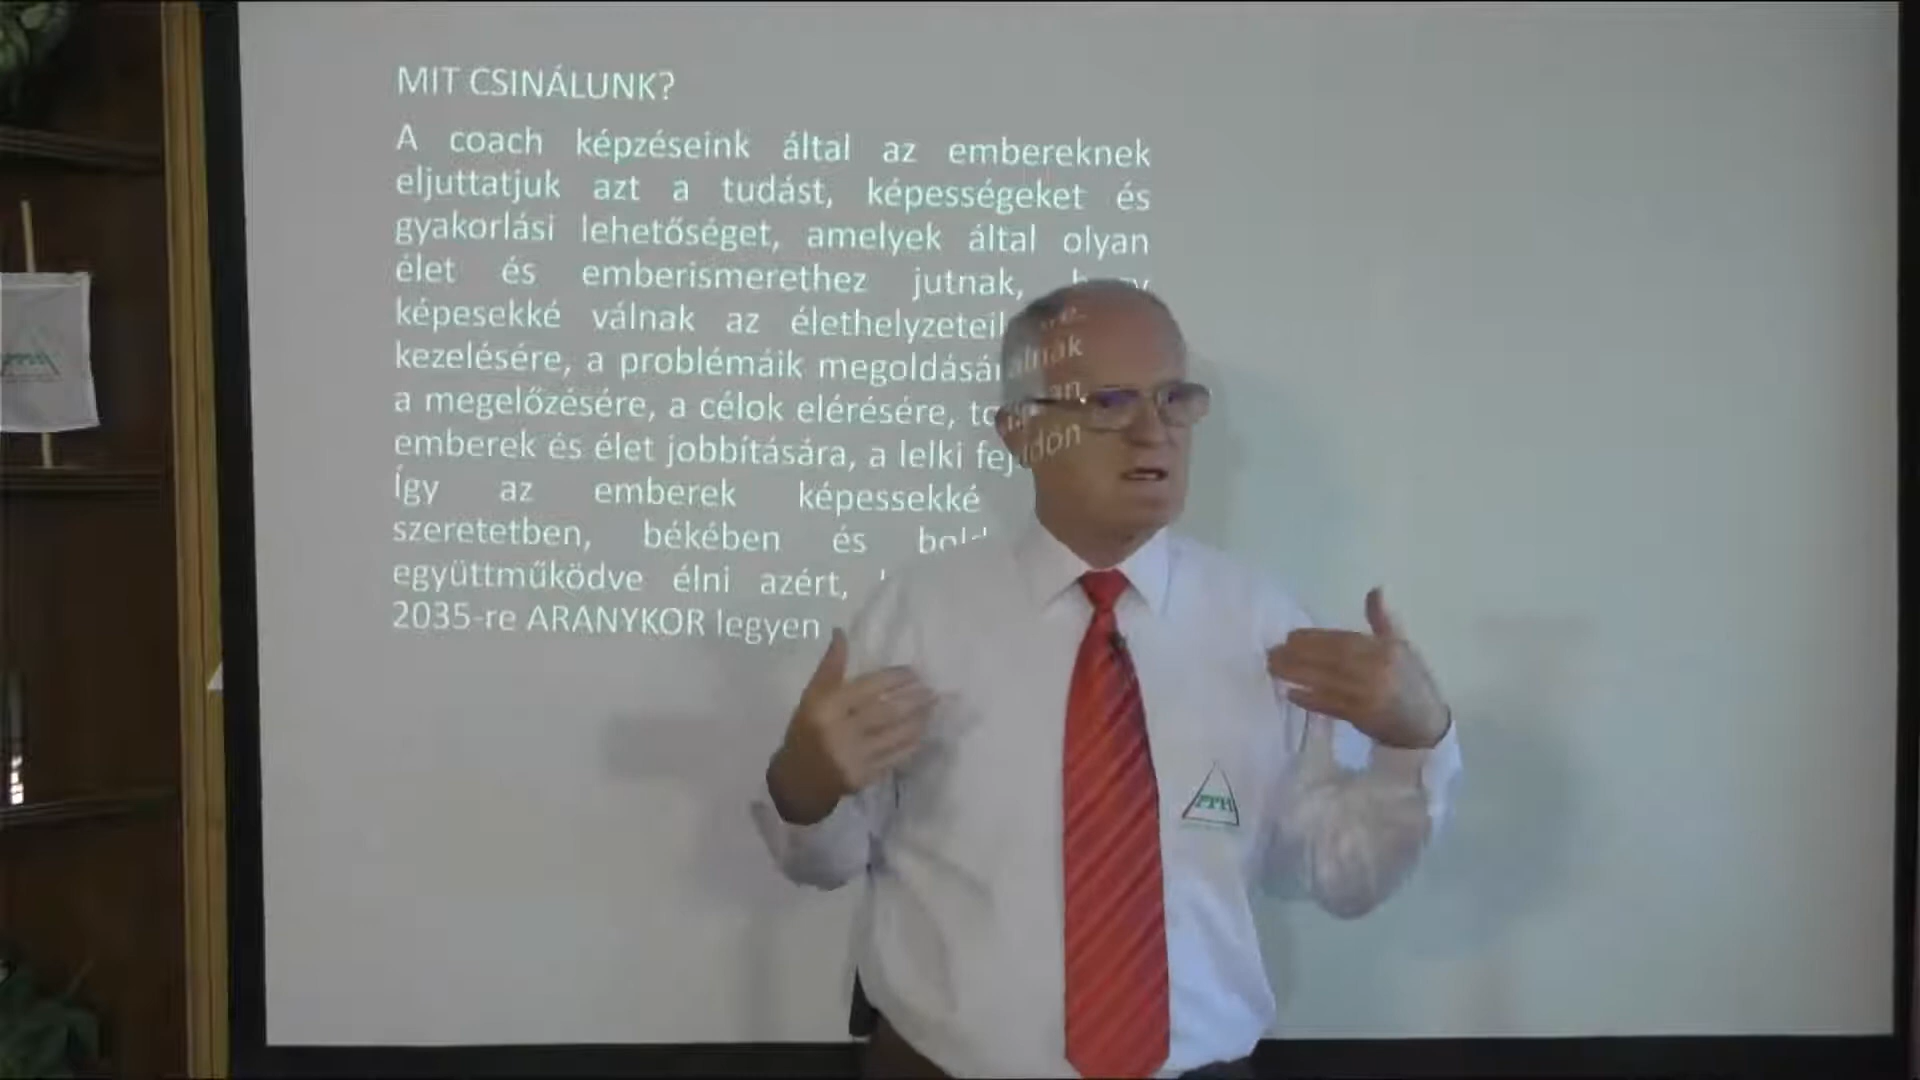 MIT CSINÁLUNK?
A coach képzéseink által az embereknek
eljuttatjuk azt a tudást, képességeket és
gyakorlási lehetőséget, amelyek által olyan
élet és emberismerethez jutnak,
képesekké válnak az
kezelésére, a problémáik
a megelőzésére, a célok elérésére,
emberek és élet jobbítására, a lelki
Így az emberek képessekké
szeretetben, békében és
együttműködve élni azért,
2035-re ARANYKOR legyen
PTH